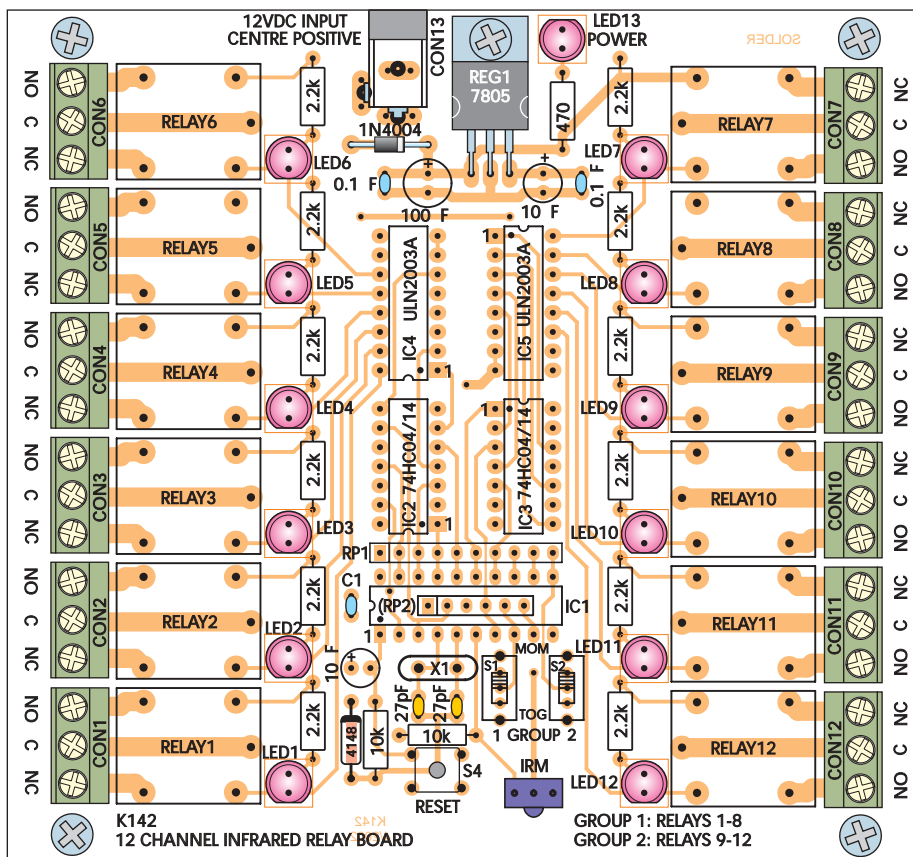 12VDC INPUT
CENTRE POSITIVE
CON13
LED13
POWER
SOLDER
REG1
7805
470
1N4004
0.1 F
+
100 F
+
10 F
0.1 F
NO
C
NC
CON6
RELAY6
2.2k
LED6
NO
C
NC
CON5
RELAY5
2.2k
LED5
NO
C
NC
CON4
RELAY4
2.2k
LED4
NO
C
NC
CON3
RELAY3
2.2k
LED3
NO
C
NC
CON2
RELAY2
2.2k
LED2
NO
C
NC
CON1
RELAY1
2.2k
LED1
IC4 ULN2003A
1
1
IC5 ULN2003A
IC2 74HC04/14
1
1
IC3 74HC04/14
RP1
C1
(RP2)
IC1
1
10 F
+
X1
27pF
27pF
4148
10k
10k
S4
RESET
S1
S2
MOM
TOG
1 GROUP 2
IRM
2.2k
LED7
RELAY7
CON7
NC
C
NO
2.2k
LED8
RELAY8
CON8
NC
C
NO
2.2k
LED9
RELAY9
CON9
NC
C
NO
2.2k
LED10
RELAY10
CON10
NC
C
NO
2.2k
LED11
RELAY11
CON11
NC
C
NO
2.2k
LED12
RELAY12
CON12
NC
C
NO
K142
12 CHANNEL INFRARED RELAY BOARD
K142
GROUP 1: RELAYS 1-8
GROUP 2: RELAYS 9-12